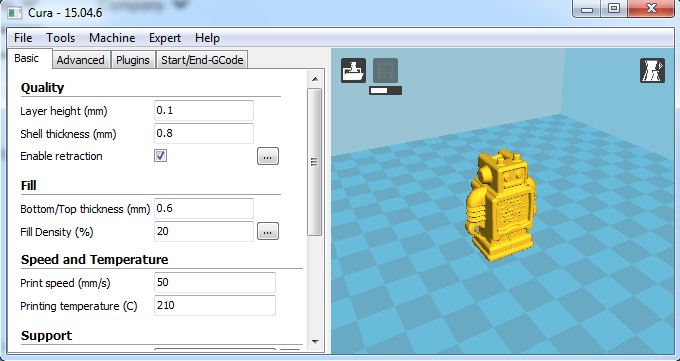 Company
Cura - 15.04.6
File Tools Machine Expert Help
Basic Advanced Plugins Start/End-GCode
Quality
Layer height (mm) 0.1
Shell thickness (mm) 0.8
Enable retraction ...
Fill
Bottom/Top thickness (mm) 0.6
Fill Density (%) 20 ...
Speed and Temperature
Print speed (mm/s) 50
Printing temperature (C) 210
Support